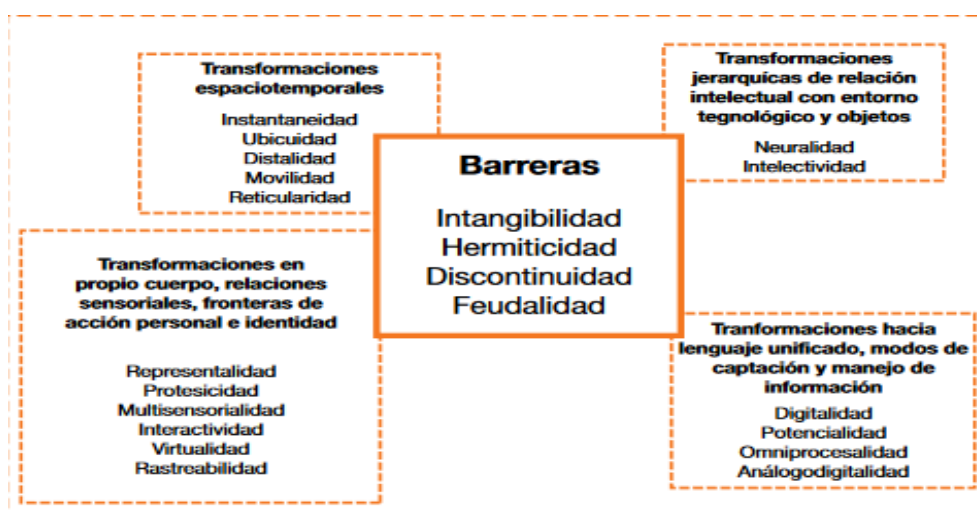 Transformaciones
espaciotemporales
Instantaneidad
Ubicuidad
Distalidad
Movilidad
Reticularidad
Transformaciones
jerarquícas de relación
intelectual con entorno
tegnológico y objetos
Neuralidad
Intelectividad
Barreras
Intangibilidad
Hermiticidad
Discontinuidad
Feudalidad
Transformaciones en
propio cuerpo, relaciones
sensoriales, fronteras de
acción personal e identidad
Representalidad
Protesicidad
Multisensorialidad
Interactividad
Virtualidad
Rastreabilidad
Tranformaciones hacia
lenguaje unificado, modos de
captación y manejo de
información
Digitalidad
Potencialidad
Omniprocesalidad
Análogodigitalidad